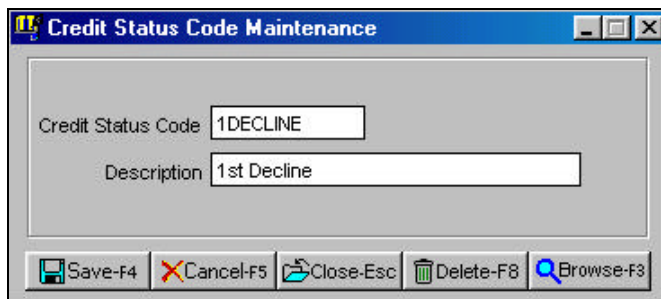 Credit Status Code Maintenance
Credit Status Code 1DECLINE
Description 1st Decline
Save-F4 Cancel-F5 Close-Esc Delete-F8 Browse-F3